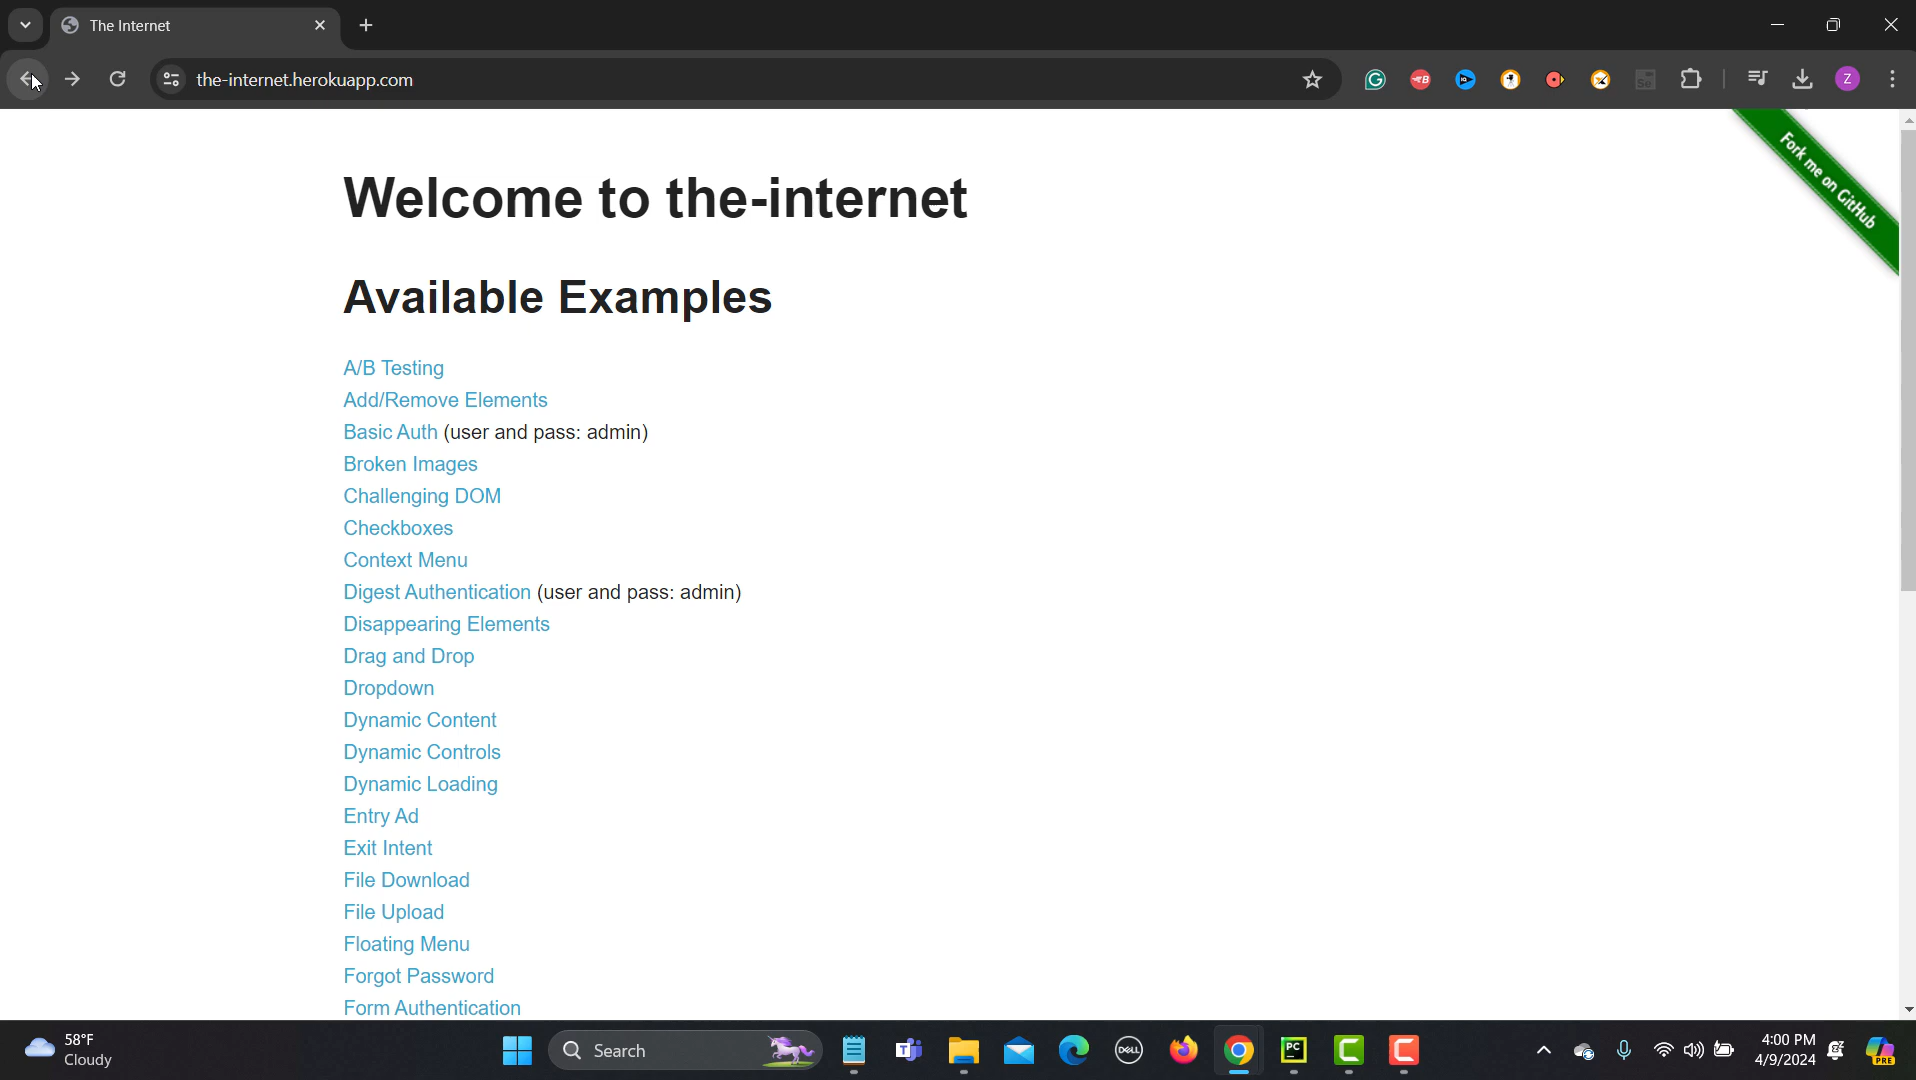 The Internet
the-internet.herokuapp.com
Fork me on GitHub
Welcome to the-internet
Available Examples
A/B Testing
Add/Remove Elements
Basic Auth (user and pass: admin)
Broken Images
Challenging DOM
Checkboxes
Context Menu
Digest Authentication (user and pass: admin)
Disappearing Elements
Drag and Drop
Dropdown
Dynamic Content
Dynamic Controls
Dynamic Loading
Entry Ad
Exit Intent
File Download
File Upload
Floating Menu
Forgot Password
Form Authentication
58°F
Cloudy
Search
4:00 PM
4/9/2024